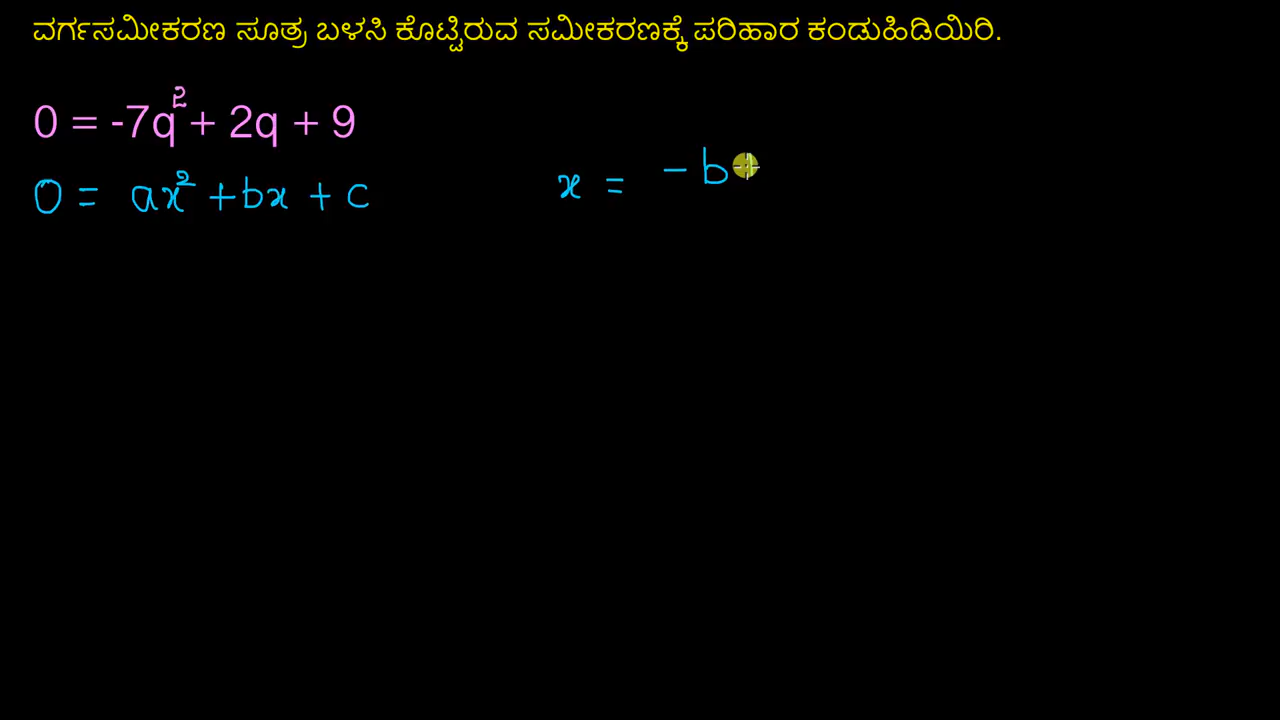 ವರ್ಗಸಮೀಕರಣ ಸೂತ್ರ ಬಳಸಿ ಕೊಟ್ಟಿರುವ ಸಮೀಕರಣಕ್ಕೆ ಪರಿಹಾರ ಕಂಡುಹಿಡಿಯಿರಿ.
0 = -7q² + 2q + 9
0 = ax² + bx + c
x = - b